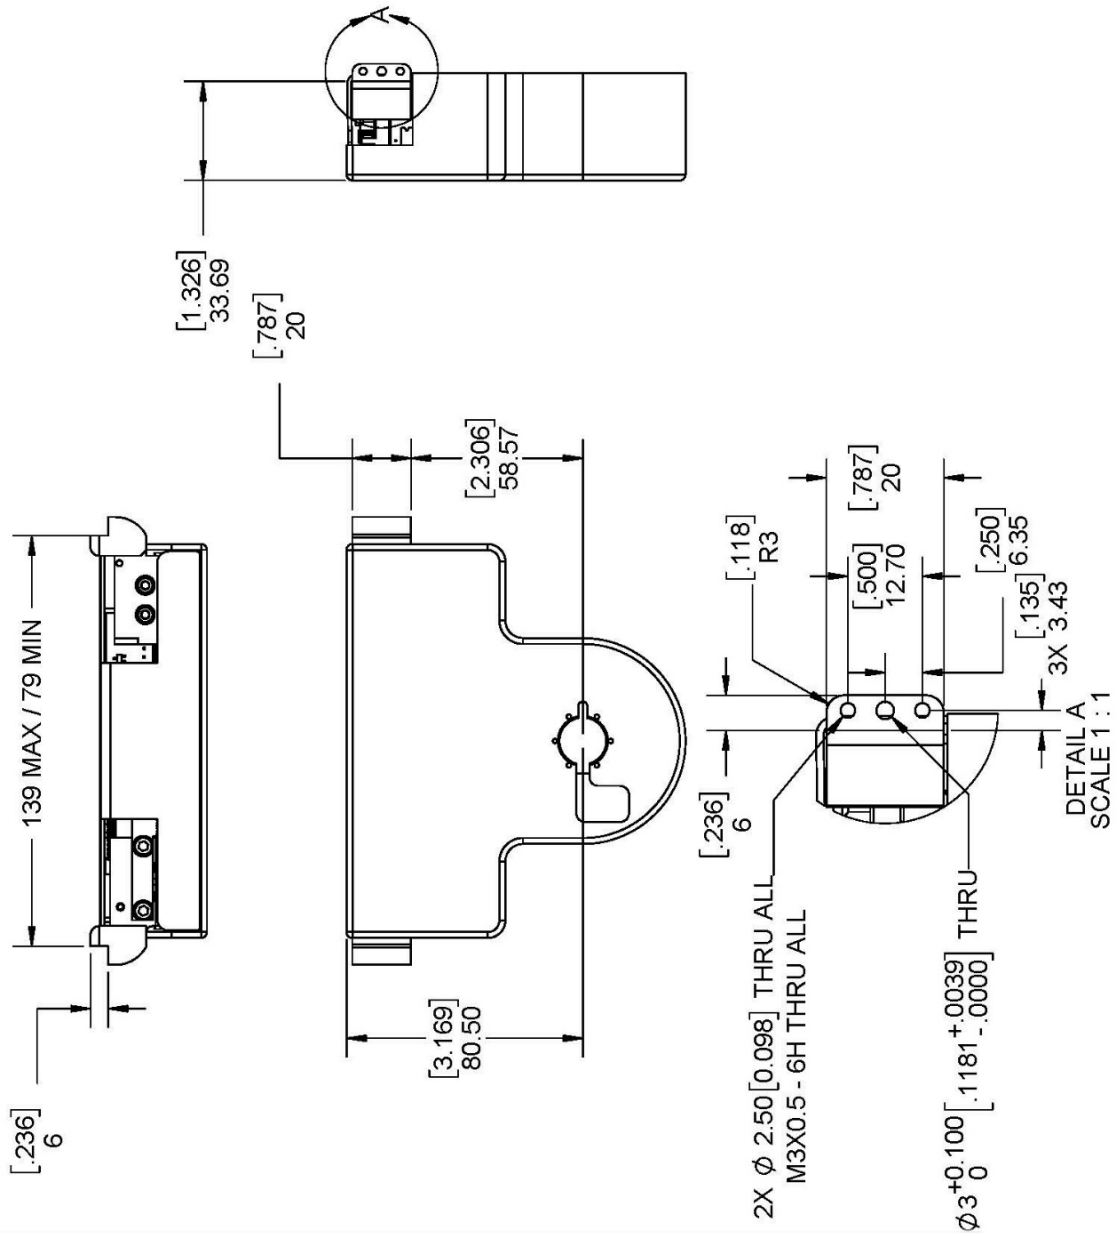 A
[1.326]
33.69
[.787]
20
139 MAX / 79 MIN
[2.306]
58.57
[.236]
6
[3.169]
80.50
[.118]
R3
[.787]
20
[.500]
12.70
[.250]
6.35
[.135]
3X 3.43
[.236]
6
2X ⌀ 2.50[0.098] THRU ALL
M3X0.5 - 6H THRU ALL
⌀3 +0.100 0 [.1181 +.0039 -.0000] THRU
DETAIL A
SCALE 1 : 1